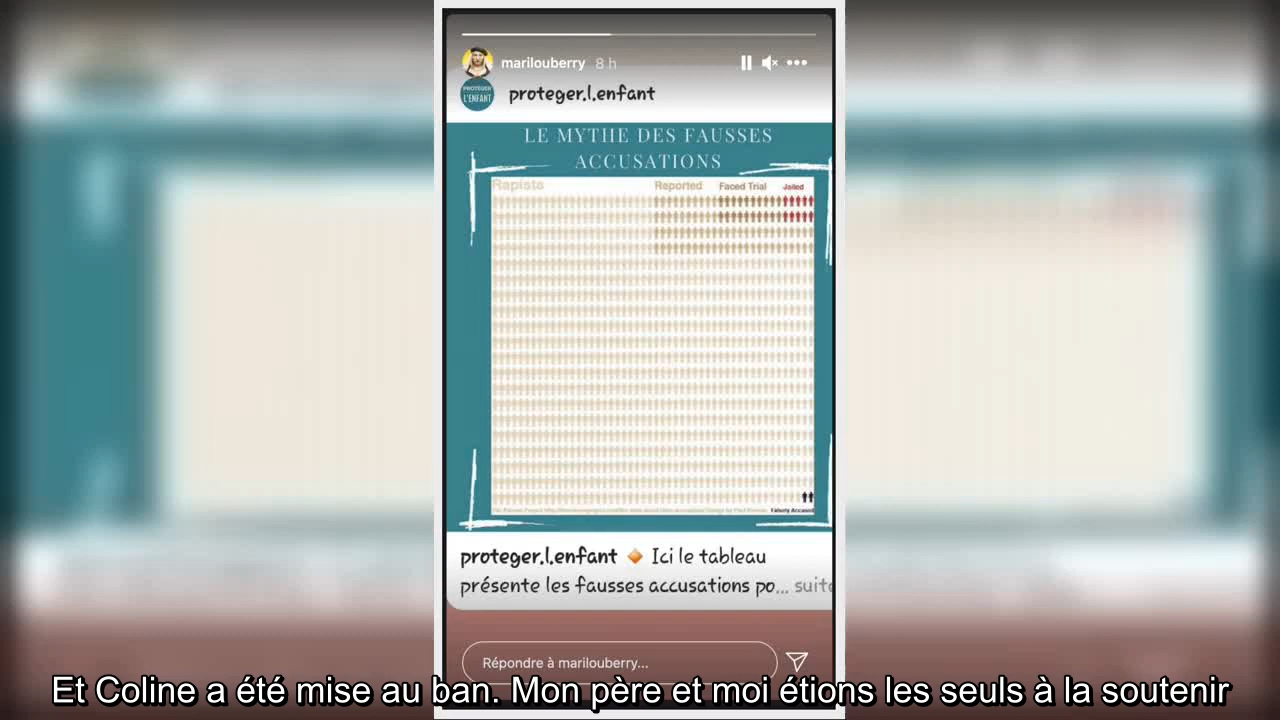 marilouberry 8 h
PROTEGER
L'ENFANT
proteger.l.enfant
LE MYTHE DES FAUSSES
ACCUSATIONS
Rapists Reported Faced Trial Jailed
Falsely Accused
proteger.l.enfant 🔸 Ici le tableau
présente les fausses accusations po... suite
Répondre à marilouberry...
Et Coline a été mise au ban. Mon père et moi étions les seuls à la soutenir